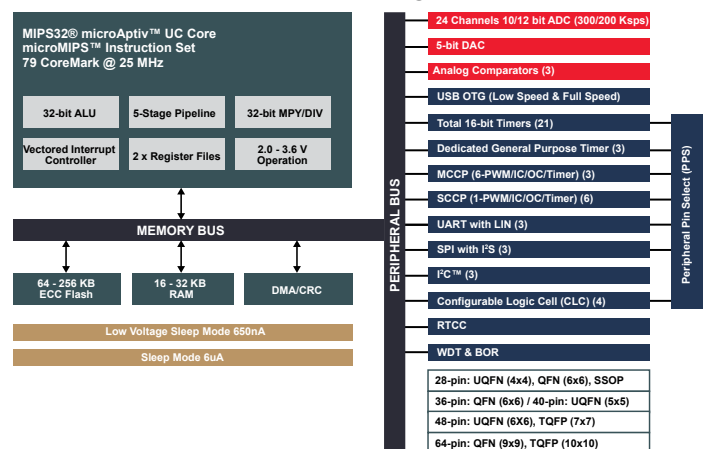 MIPS32® microAptiv™ UC Core
microMIPS™ Instruction Set
79 CoreMark @ 25 MHz
32-bit ALU
5-Stage Pipeline
32-bit MPY/DIV
Vectored Interrupt
Controller
2 x Register Files
2.0 - 3.6 V
Operation
MEMORY BUS
64 - 256 KB
ECC Flash
16 - 32 KB
RAM
DMA/CRC
Low Voltage Sleep Mode 650nA
Sleep Mode 6uA
PERIPHERAL BUS
24 Channels 10/12 bit ADC (300/200 Ksps)
5-bit DAC
Analog Comparators (3)
USB OTG (Low Speed & Full Speed)
Total 16-bit Timers (21)
Dedicated General Purpose Timer (3)
MCCP (6-PWM/IC/OC/Timer) (3)
SCCP (1-PWM/IC/OC/Timer) (6)
UART with LIN (3)
SPI with I²S (3)
I²C™ (3)
Configurable Logic Cell (CLC) (4)
RTCC
WDT & BOR
Peripheral Pin Select (PPS)
28-pin: UQFN (4x4), QFN (6x6), SSOP
36-pin: QFN (6x6) / 40-pin: UQFN (5x5)
48-pin: UQFN (6X6), TQFP (7x7)
64-pin: QFN (9x9), TQFP (10x10)